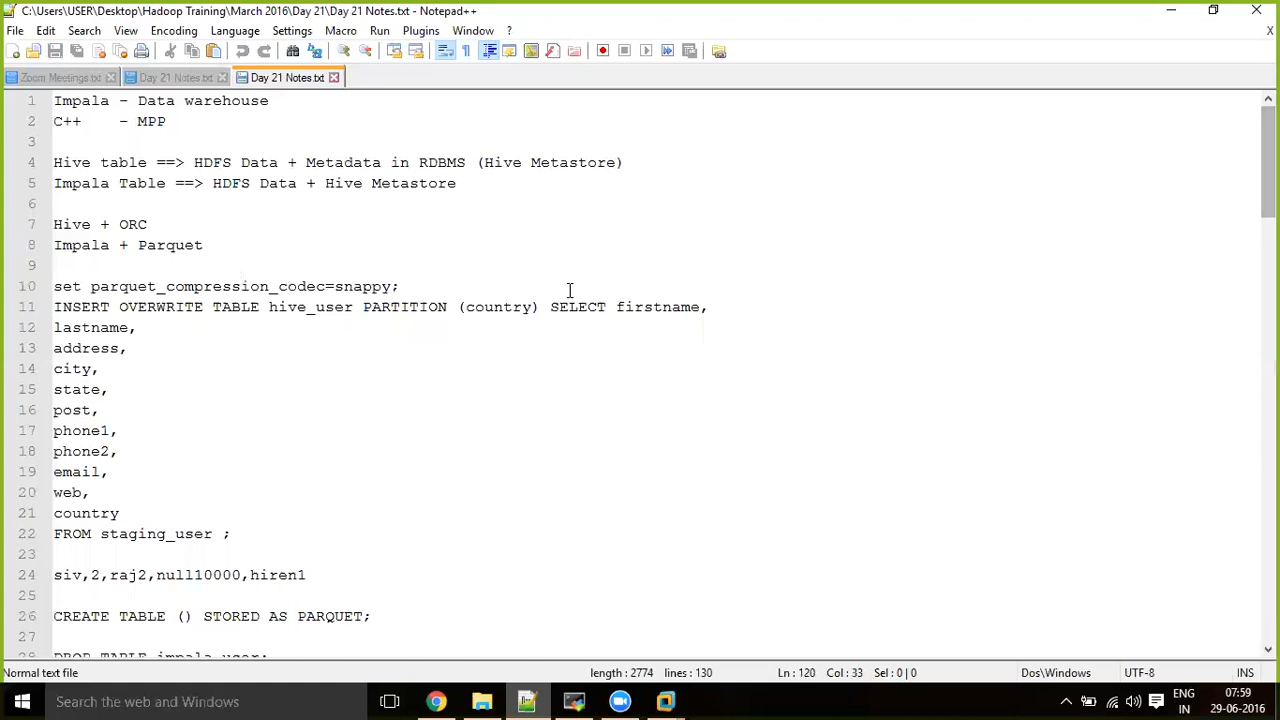 C:\Users\USER\Desktop\Hadoop Training\March 2016\Day 21\Day 21 Notes.txt - Notepad++
File Edit Search View Encoding Language Settings Macro Run Plugins Window ? X
Zoom Meetings.txt Day 21 Notes.txt Day 21 Notes.txt
1 Impala - Data warehouse
2 C++    - MPP
3
4 Hive table ==> HDFS Data + Metadata in RDBMS (Hive Metastore)
5 Impala Table ==> HDFS Data + Hive Metastore
6
7 Hive + ORC
8 Impala + Parquet
9
10 set parquet_compression_codec=snappy;
11 INSERT OVERWRITE TABLE hive_user PARTITION (country) SELECT firstname,
12 lastname,
13 address,
14 city,
15 state,
16 post,
17 phone1,
18 phone2,
19 email,
20 web,
21 country
22 FROM staging_user ;
23
24 siv,2,raj2,null10000,hiren1
25
26 CREATE TABLE () STORED AS PARQUET;
27
28 DROP TABLE impala_user;
Normal text file length : 2774 lines : 130 Ln : 120 Col : 33 Sel : 0 | 0 Dos\Windows UTF-8 INS
Search the web and Windows
ENG 07:59
IN 29-06-2016